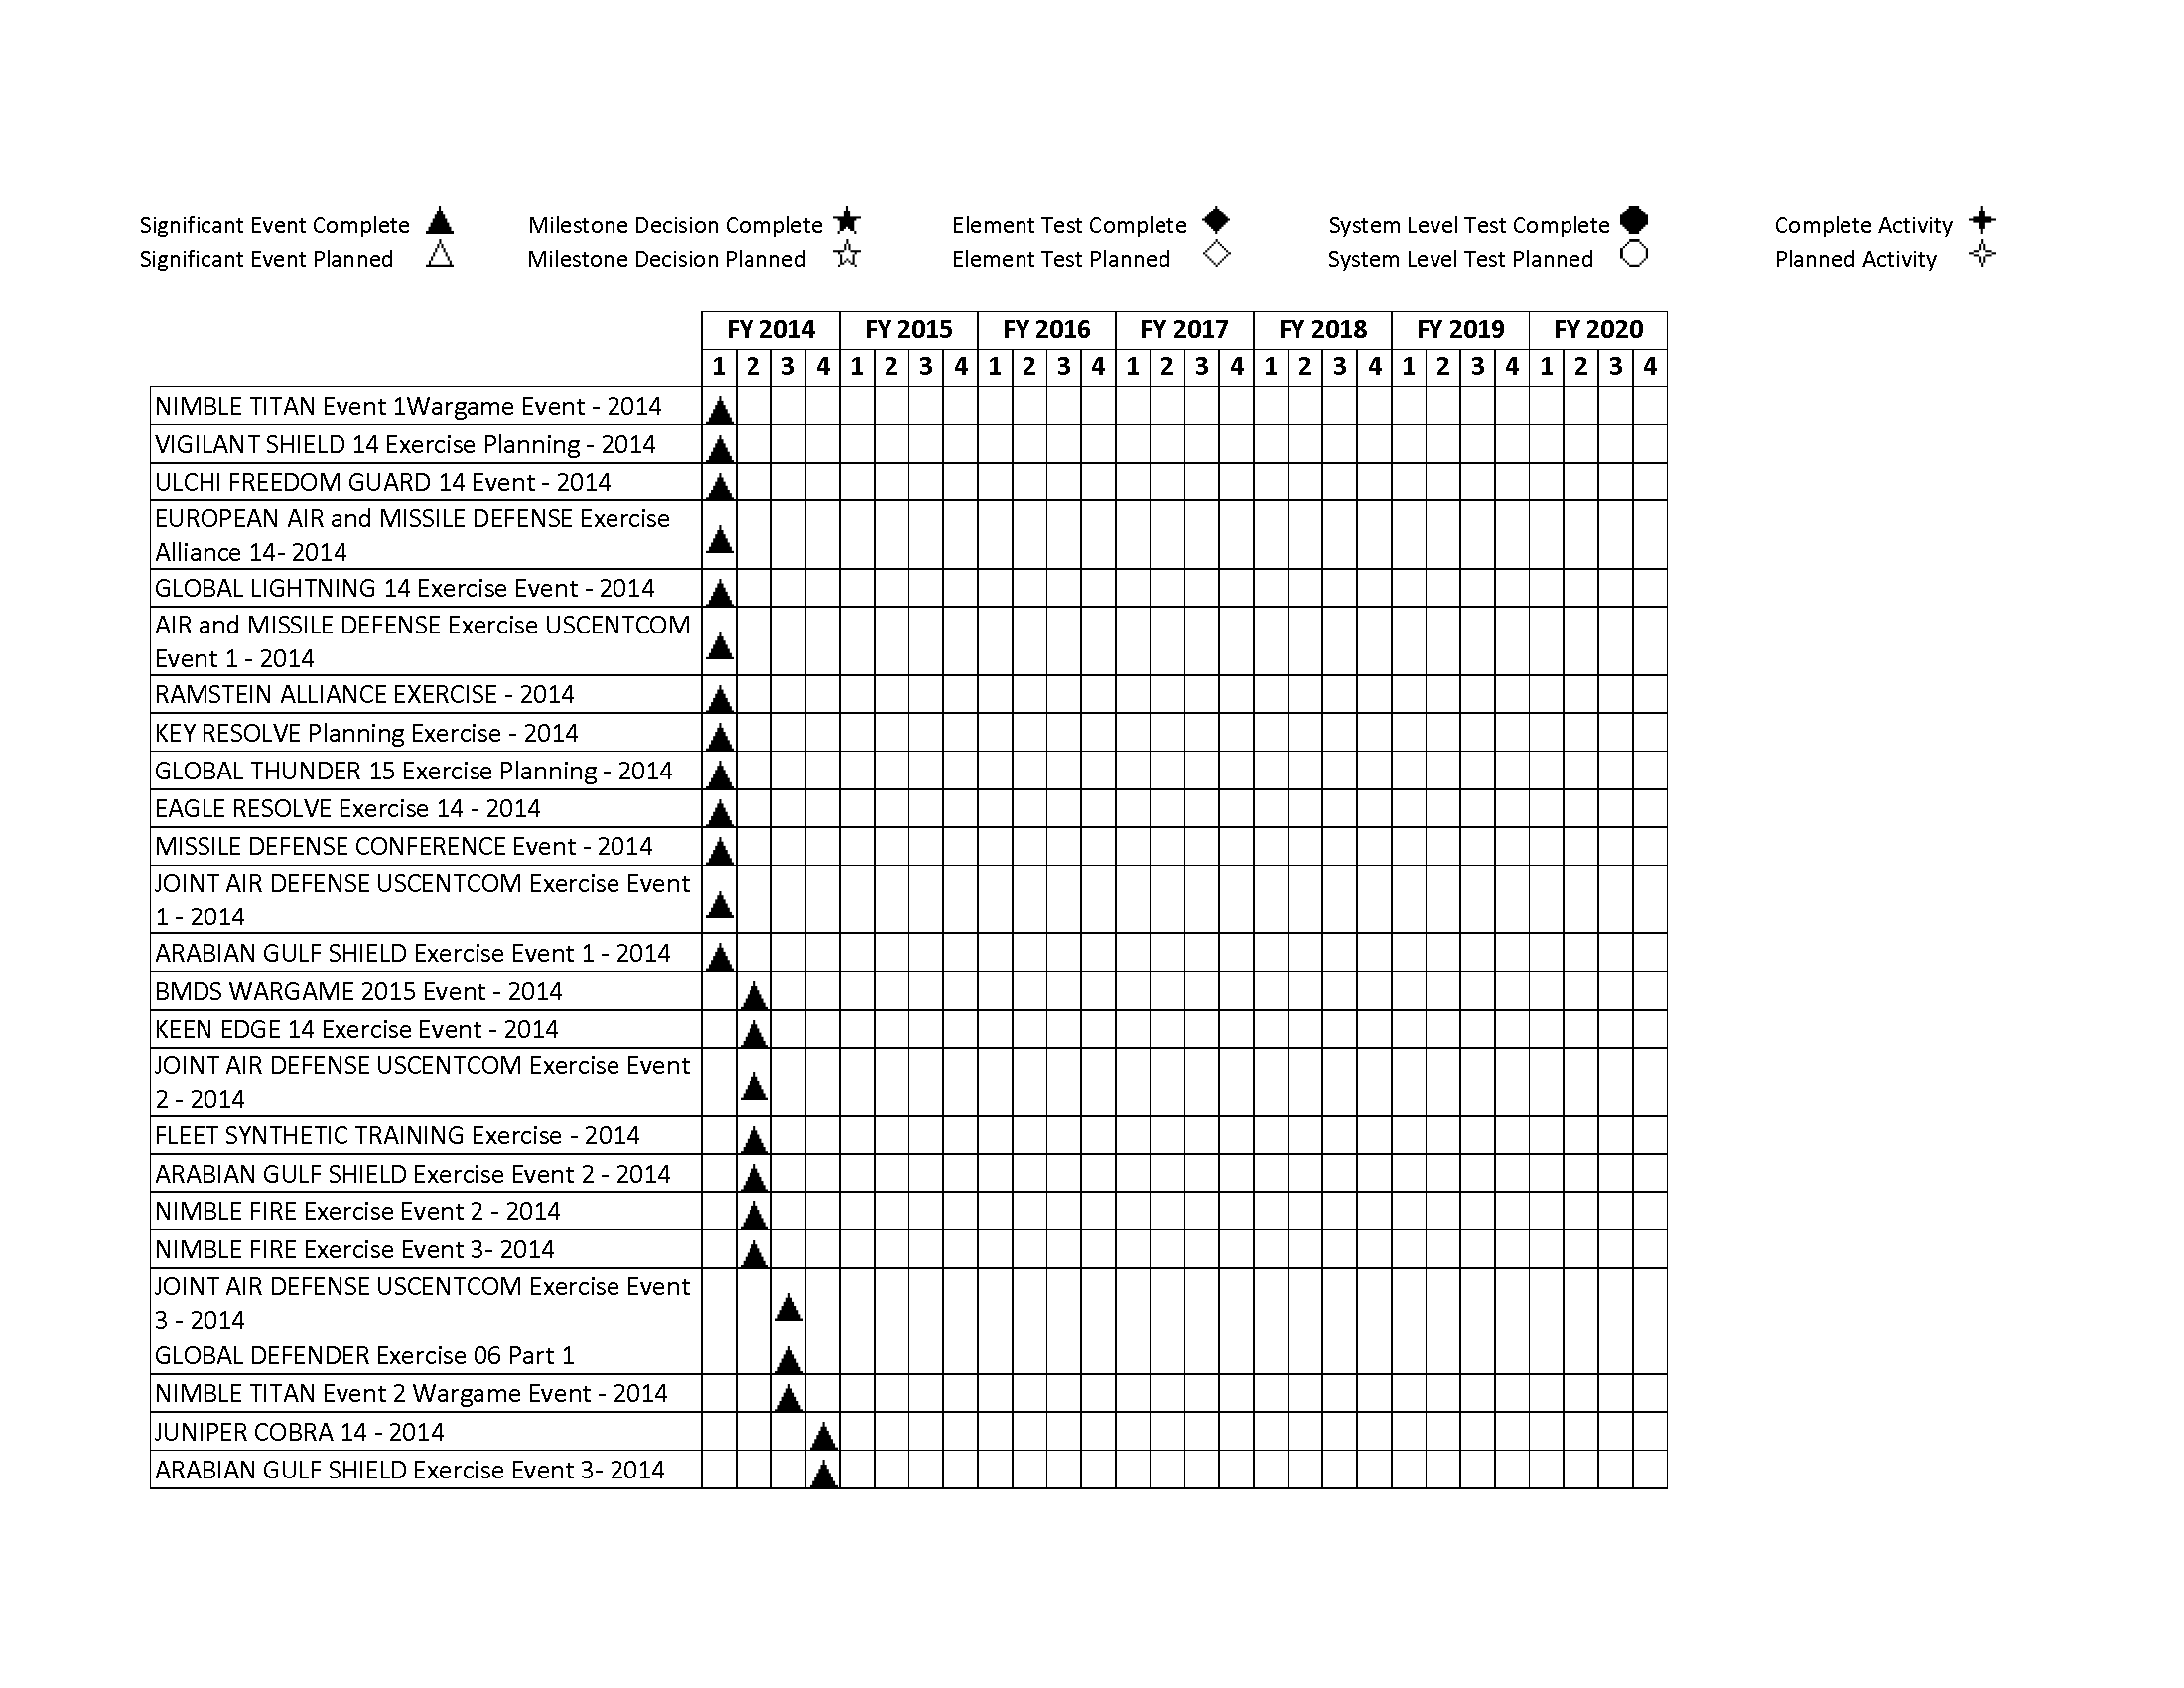 Significant Event Complete Milestone Decision Complete Element Test Complete System Level Test Complete Complete Activity
Significant Event Planned Milestone Decision Planned Element Test Planned System Level Test Planned Planned Activity
FY 2014 FY 2015 FY 2016 FY 2017 FY 2018 FY 2019 FY 2020
1 2 3 4 1 2 3 4 1 2 3 4 1 2 3 4 1 2 3 4 1 2 3 4 1 2 3 4
NIMBLE TITAN Event 1Wargame Event - 2014
VIGILANT SHIELD 14 Exercise Planning - 2014
ULCHI FREEDOM GUARD 14 Event - 2014
EUROPEAN AIR and MISSILE DEFENSE Exercise
Alliance 14- 2014
GLOBAL LIGHTNING 14 Exercise Event - 2014
AIR and MISSILE DEFENSE Exercise USCENTCOM
Event 1 - 2014
RAMSTEIN ALLIANCE EXERCISE - 2014
KEY RESOLVE Planning Exercise - 2014
GLOBAL THUNDER 15 Exercise Planning - 2014
EAGLE RESOLVE Exercise 14 - 2014
MISSILE DEFENSE CONFERENCE Event - 2014
JOINT AIR DEFENSE USCENTCOM Exercise Event
1 - 2014
ARABIAN GULF SHIELD Exercise Event 1 - 2014
BMDS WARGAME 2015 Event - 2014
KEEN EDGE 14 Exercise Event - 2014
JOINT AIR DEFENSE USCENTCOM Exercise Event
2 - 2014
FLEET SYNTHETIC TRAINING Exercise - 2014
ARABIAN GULF SHIELD Exercise Event 2 - 2014
NIMBLE FIRE Exercise Event 2 - 2014
NIMBLE FIRE Exercise Event 3- 2014
JOINT AIR DEFENSE USCENTCOM Exercise Event
3 - 2014
GLOBAL DEFENDER Exercise 06 Part 1
NIMBLE TITAN Event 2 Wargame Event - 2014
JUNIPER COBRA 14 - 2014
ARABIAN GULF SHIELD Exercise Event 3- 2014